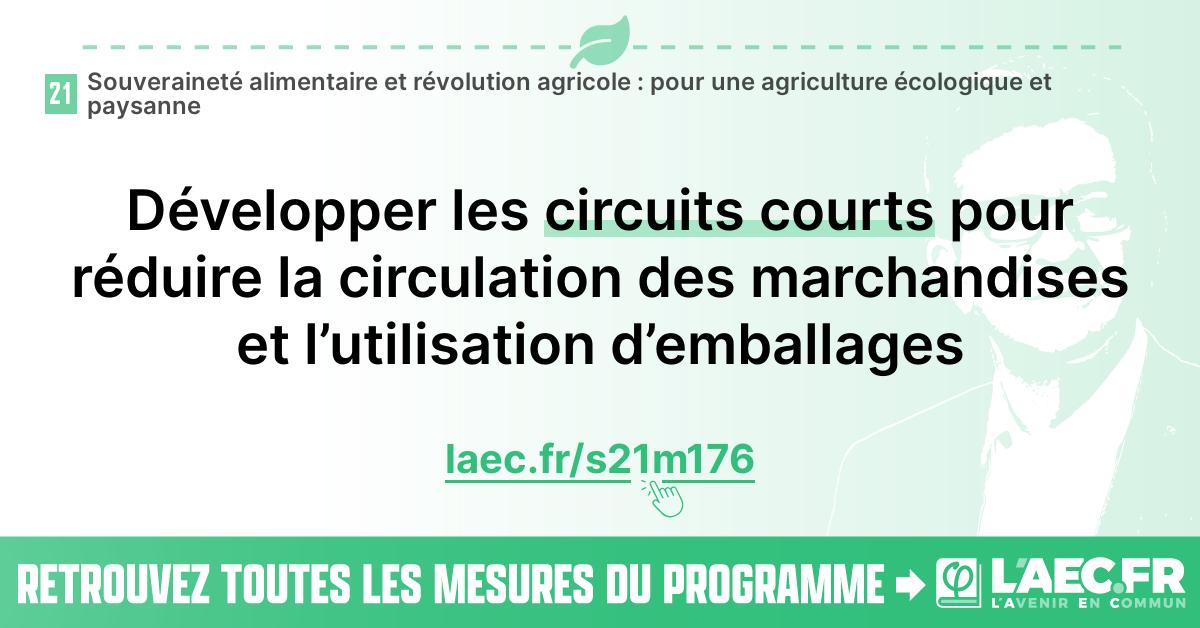 21
Souveraineté alimentaire et révolution agricole : pour une agriculture écologique et
paysanne
Développer les circuits courts pour
réduire la circulation des marchandises
et l’utilisation d’emballages
laec.fr/s21m176
RETROUVEZ TOUTES LES MESURES DU PROGRAMME
φ
L'AEC.FR
L'AVENIR EN COMMUN